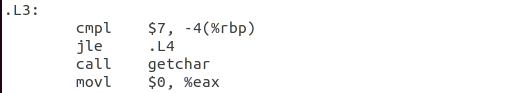 .L3:
cmpl $7, -4(%rbp)
jle .L4
call getchar
movl $0, %eax